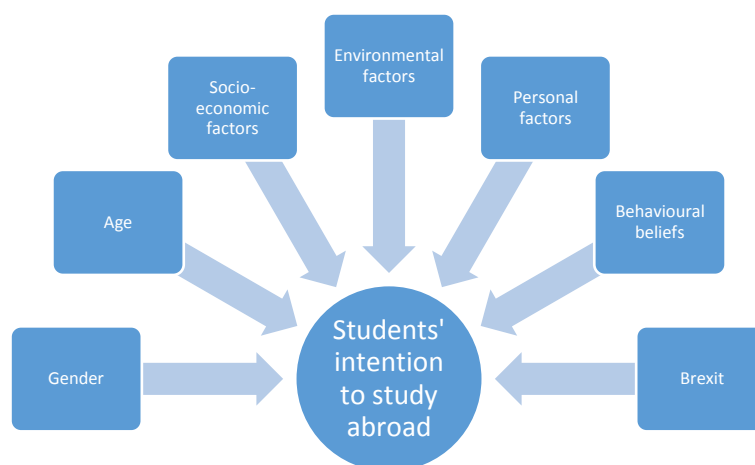 Environmental
factors
Socio-
economic
factors
Personal
factors
Age
Behavioural
beliefs
Gender
Students'
intention
to study
abroad
Brexit